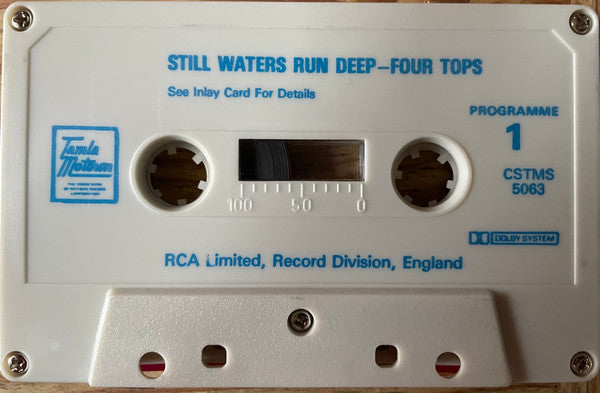 STILL WATERS RUN DEEP–FOUR TOPS
See Inlay Card For Details
PROGRAMME
1
CSTMS
5063
Tamla
Motown
100 50 0
DOLBY SYSTEM
RCA Limited, Record Division, England